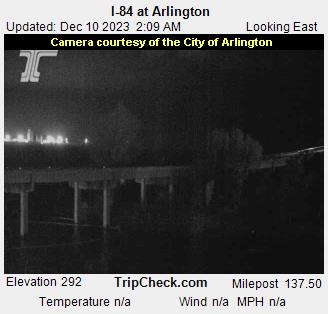 I-84 at Arlington
Updated: Dec 10 2023 2:09 AM Looking East
Camera courtesy of the City of Arlington
Elevation 292 TripCheck.com Milepost 137.50
Temperature n/a Wind n/a MPH n/a